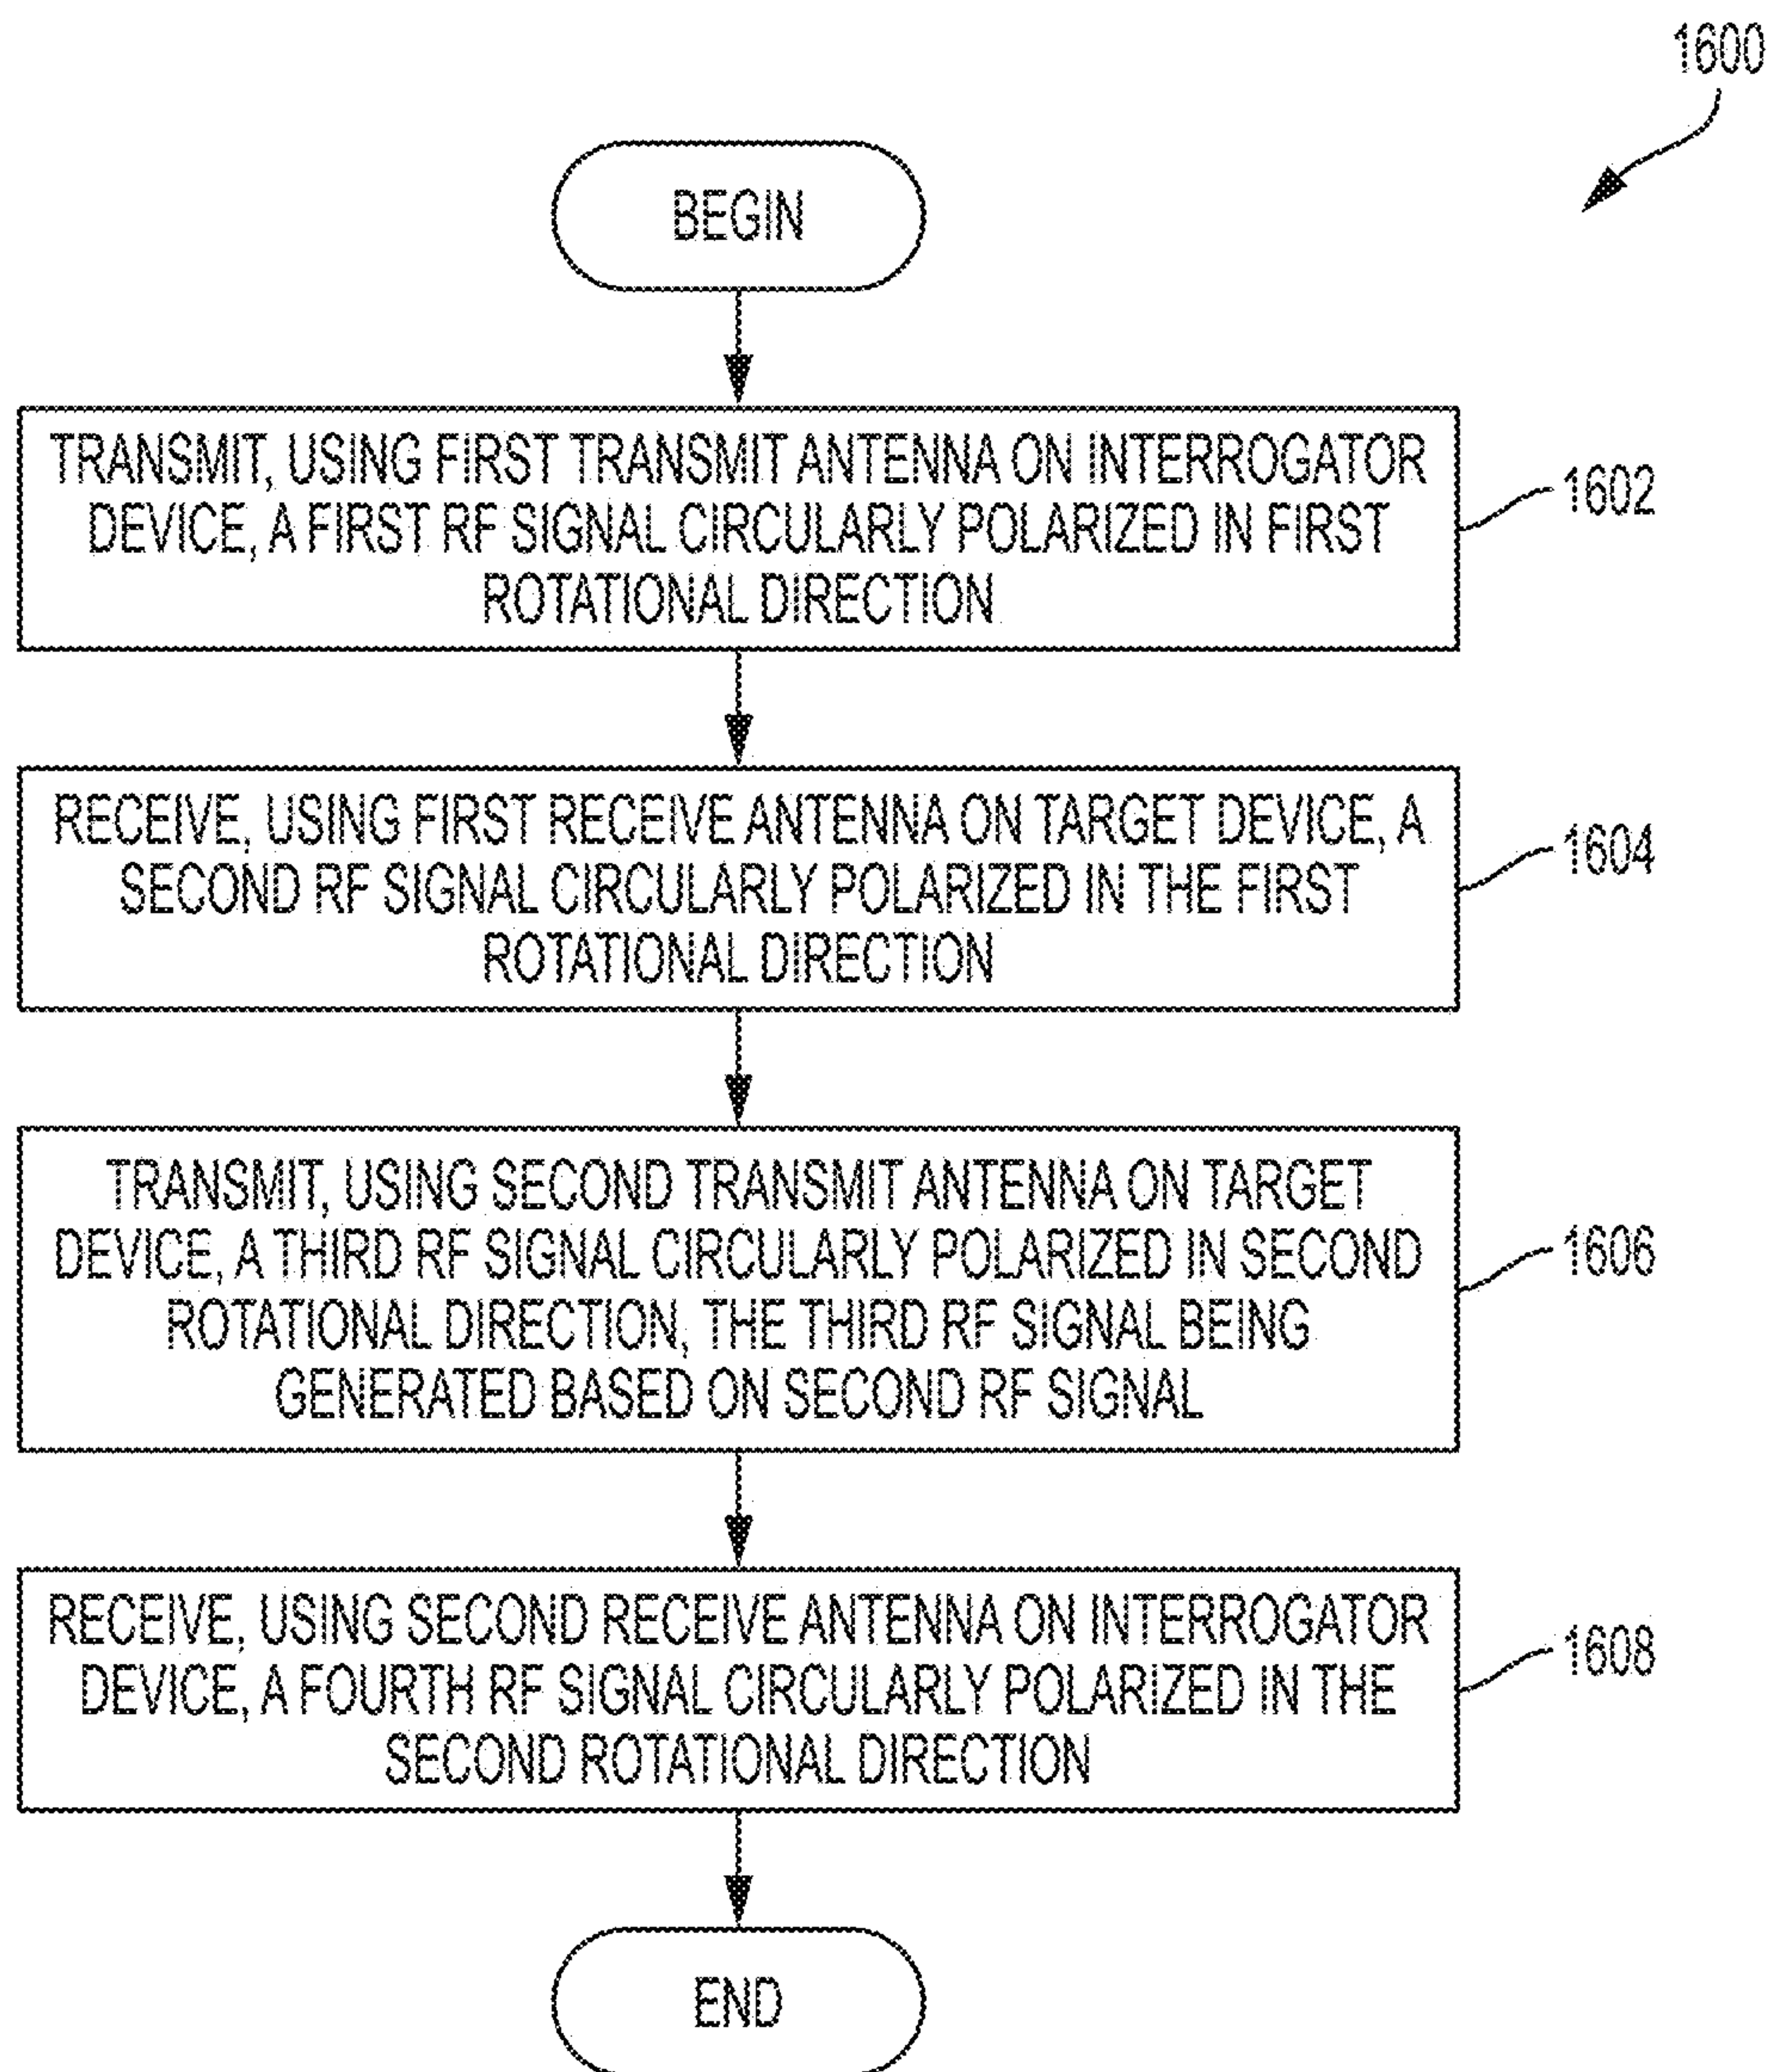 1600
BEGIN
TRANSMIT, USING FIRST TRANSMIT ANTENNA ON INTERROGATOR
DEVICE, A FIRST RF SIGNAL CIRCULARLY POLARIZED IN FIRST
ROTATIONAL DIRECTION
1602
RECEIVE, USING FIRST RECEIVE ANTENNA ON TARGET DEVICE, A
SECOND RF SIGNAL CIRCULARLY POLARIZED IN THE FIRST
ROTATIONAL DIRECTION
1604
TRANSMIT, USING SECOND TRANSMIT ANTENNA ON TARGET
DEVICE, A THIRD RF SIGNAL CIRCULARLY POLARIZED IN SECOND
ROTATIONAL DIRECTION, THE THIRD RF SIGNAL BEING
GENERATED BASED ON SECOND RF SIGNAL
1606
RECEIVE, USING SECOND RECEIVE ANTENNA ON INTERROGATOR
DEVICE, A FOURTH RF SIGNAL CIRCULARLY POLARIZED IN THE
SECOND ROTATIONAL DIRECTION
1608
END